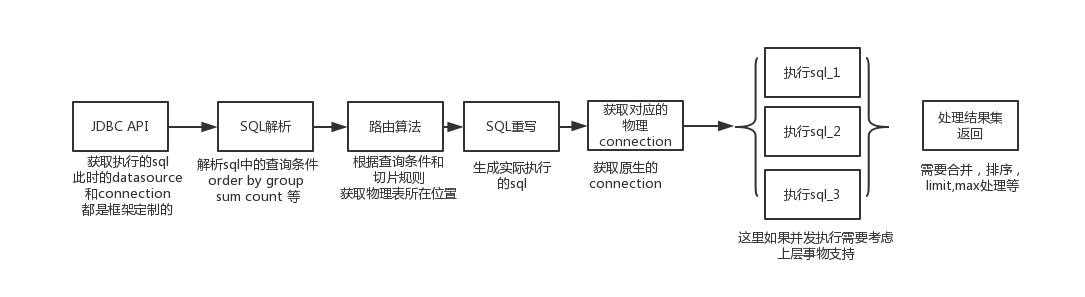 JDBC API
获取执行的sql
此时的datasource
和connection
都是框架定制的
SQL解析
解析sql中的查询条件
order by group
sum count 等
路由算法
根据查询条件和
切片规则
获取物理表所在位置
SQL重写
生成实际执行
的sql
获取对应的
物理
connection
获取原生的
connection
执行sql_1
执行sql_2
执行sql_3
这里如果并发执行需要考虑
上层事物支持
处理结果集
返回
需要合并，排序，
limit,max处理等